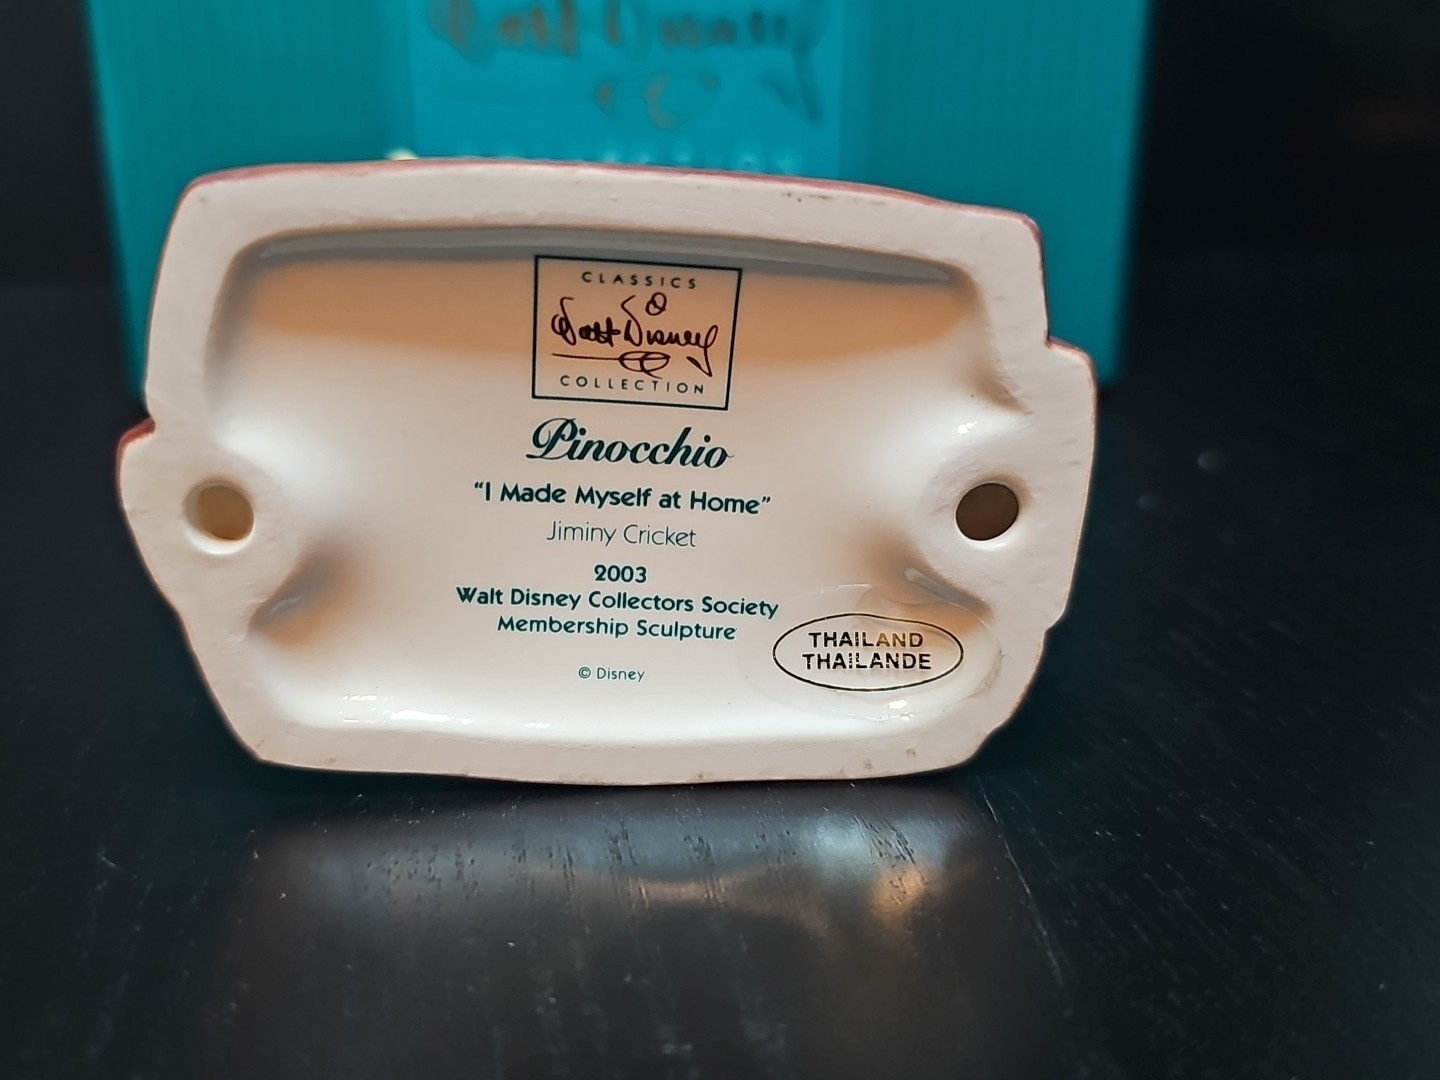 CLASSICS
Walt Disney
COLLECTION
Pinocchio
“I Made Myself at Home”
Jiminy Cricket
2003
Walt Disney Collectors Society
Membership Sculpture
© Disney
THAILAND
THAILANDE